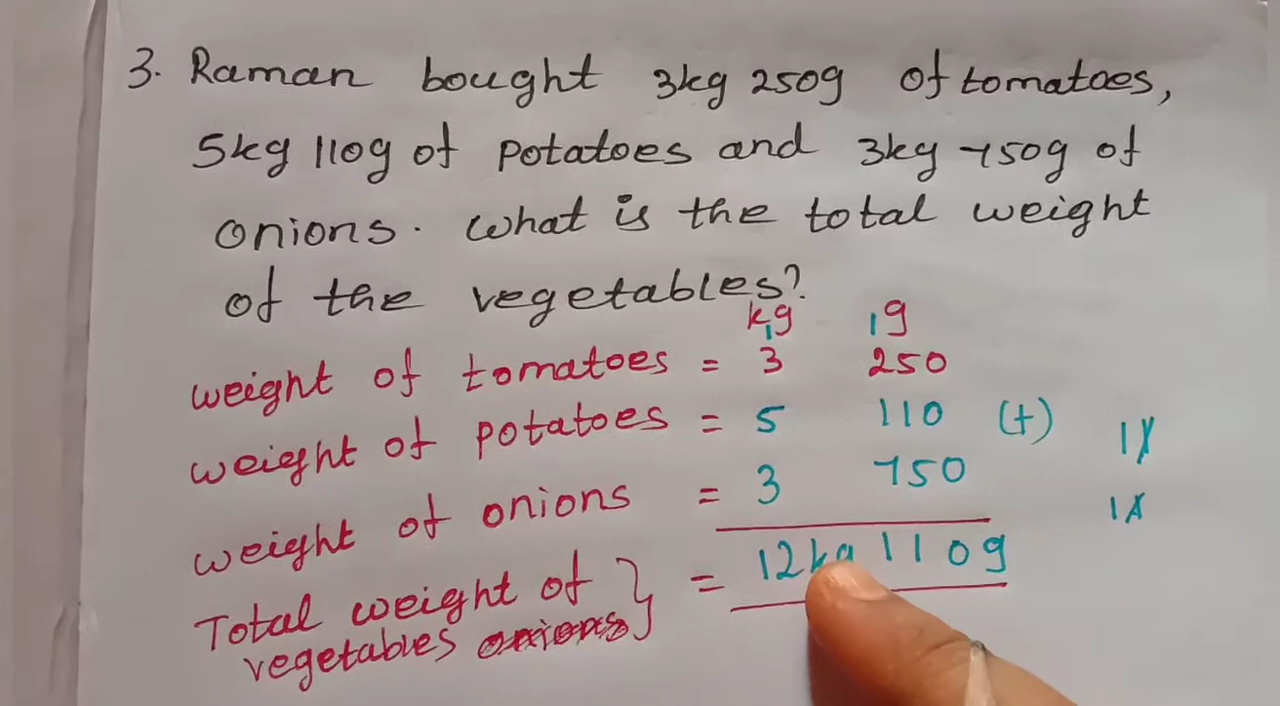 3. Raman bought 3kg 250g of tomatoes,
5kg 110g of potatoes and 3kg 750g of
onions. what is the total weight
of the vegetables?
kg g
1 1
weight of tomatoes = 3 250
weight of potatoes = 5 110 (+)
weight of onions = 3 750
Total weight of } = 12kg 110g
vegetables